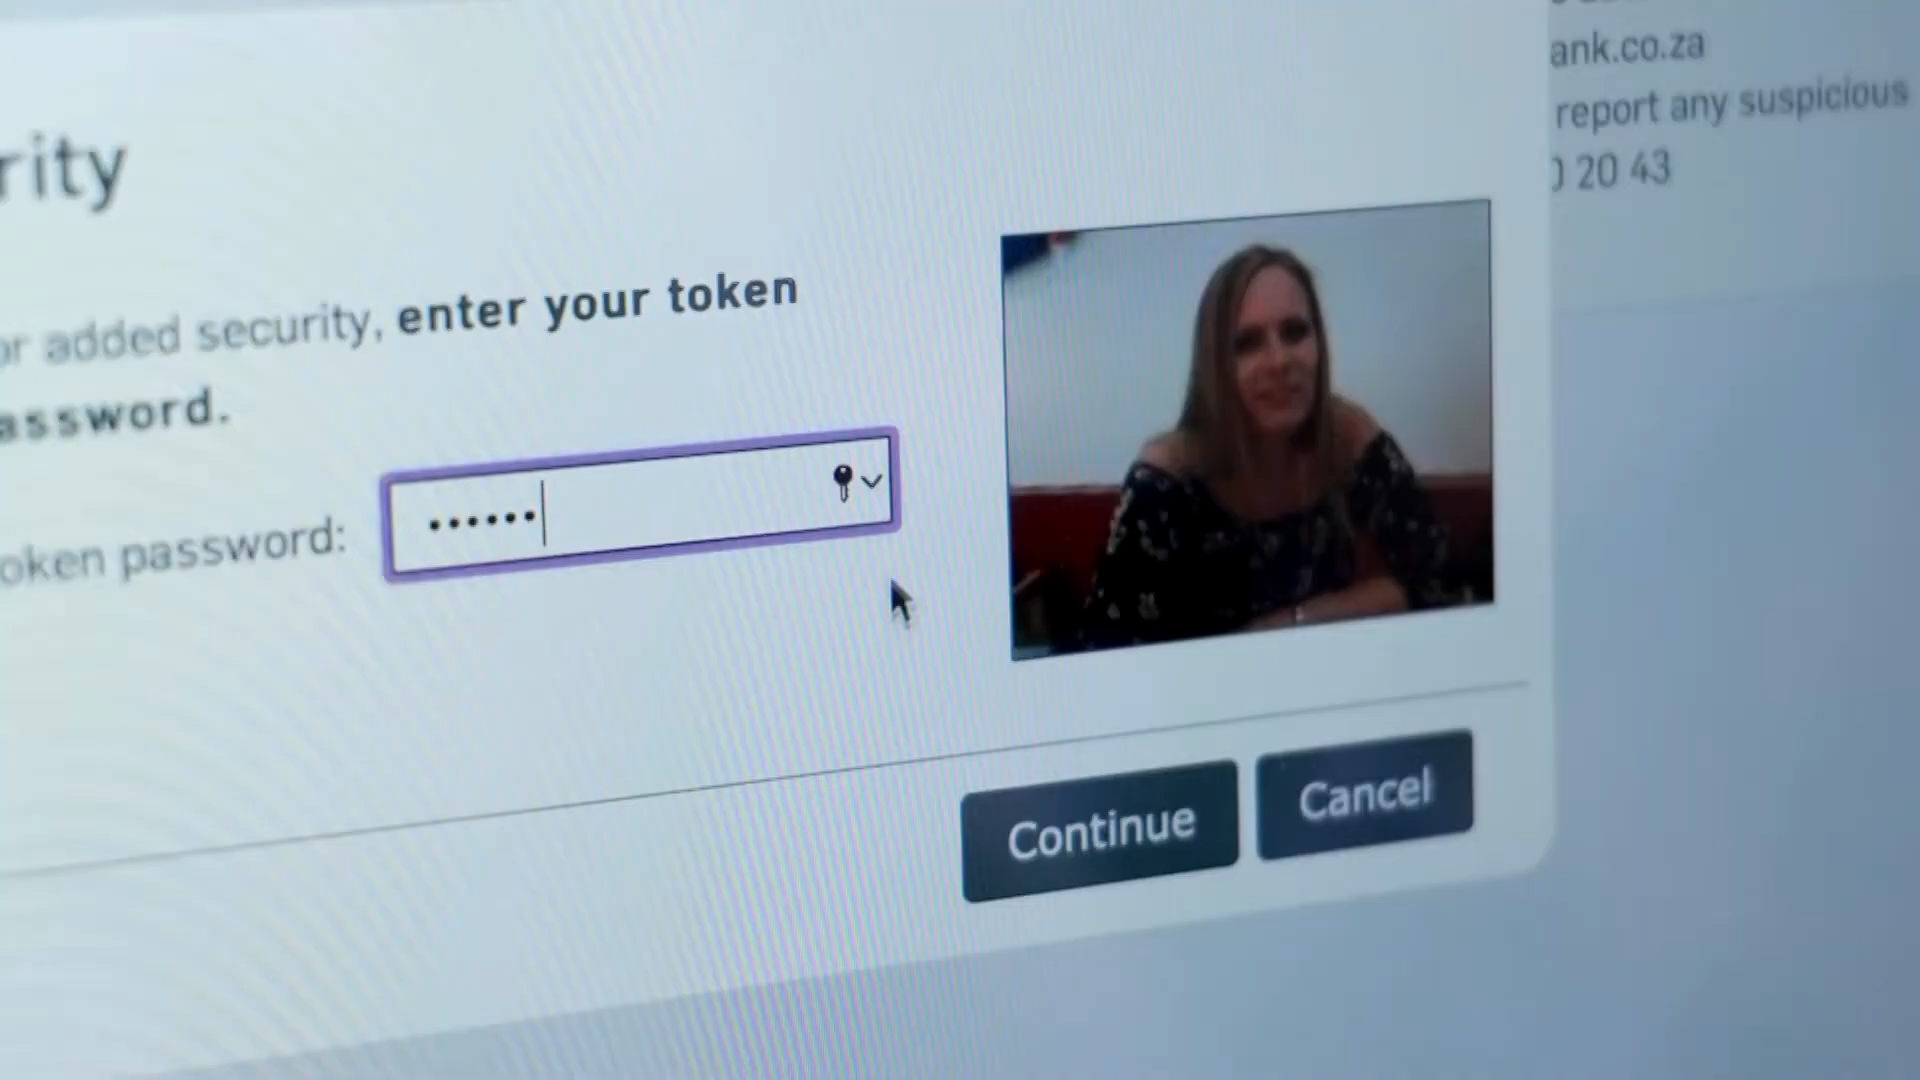 rity
or added security, enter your token
assword.
oken password:
Continue
Cancel
ank.co.za
report any suspicious
0 20 43